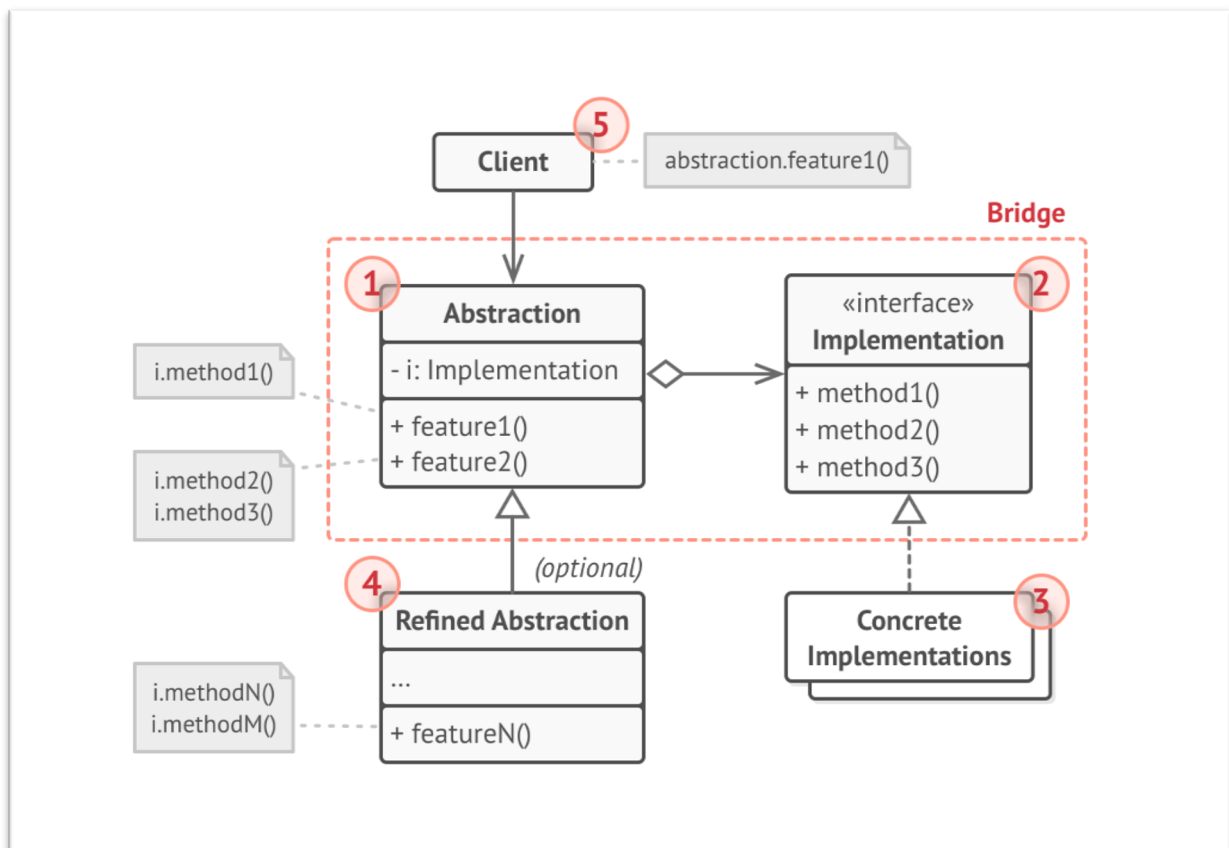 5
Client
abstraction.feature1()
Bridge
1
Abstraction
- i: Implementation
+ feature1()
+ feature2()
i.method1()
i.method2()
i.method3()
2
«interface»
Implementation
+ method1()
+ method2()
+ method3()
(optional)
4
Refined Abstraction
...
+ featureN()
i.methodN()
i.methodM()
3
Concrete
Implementations